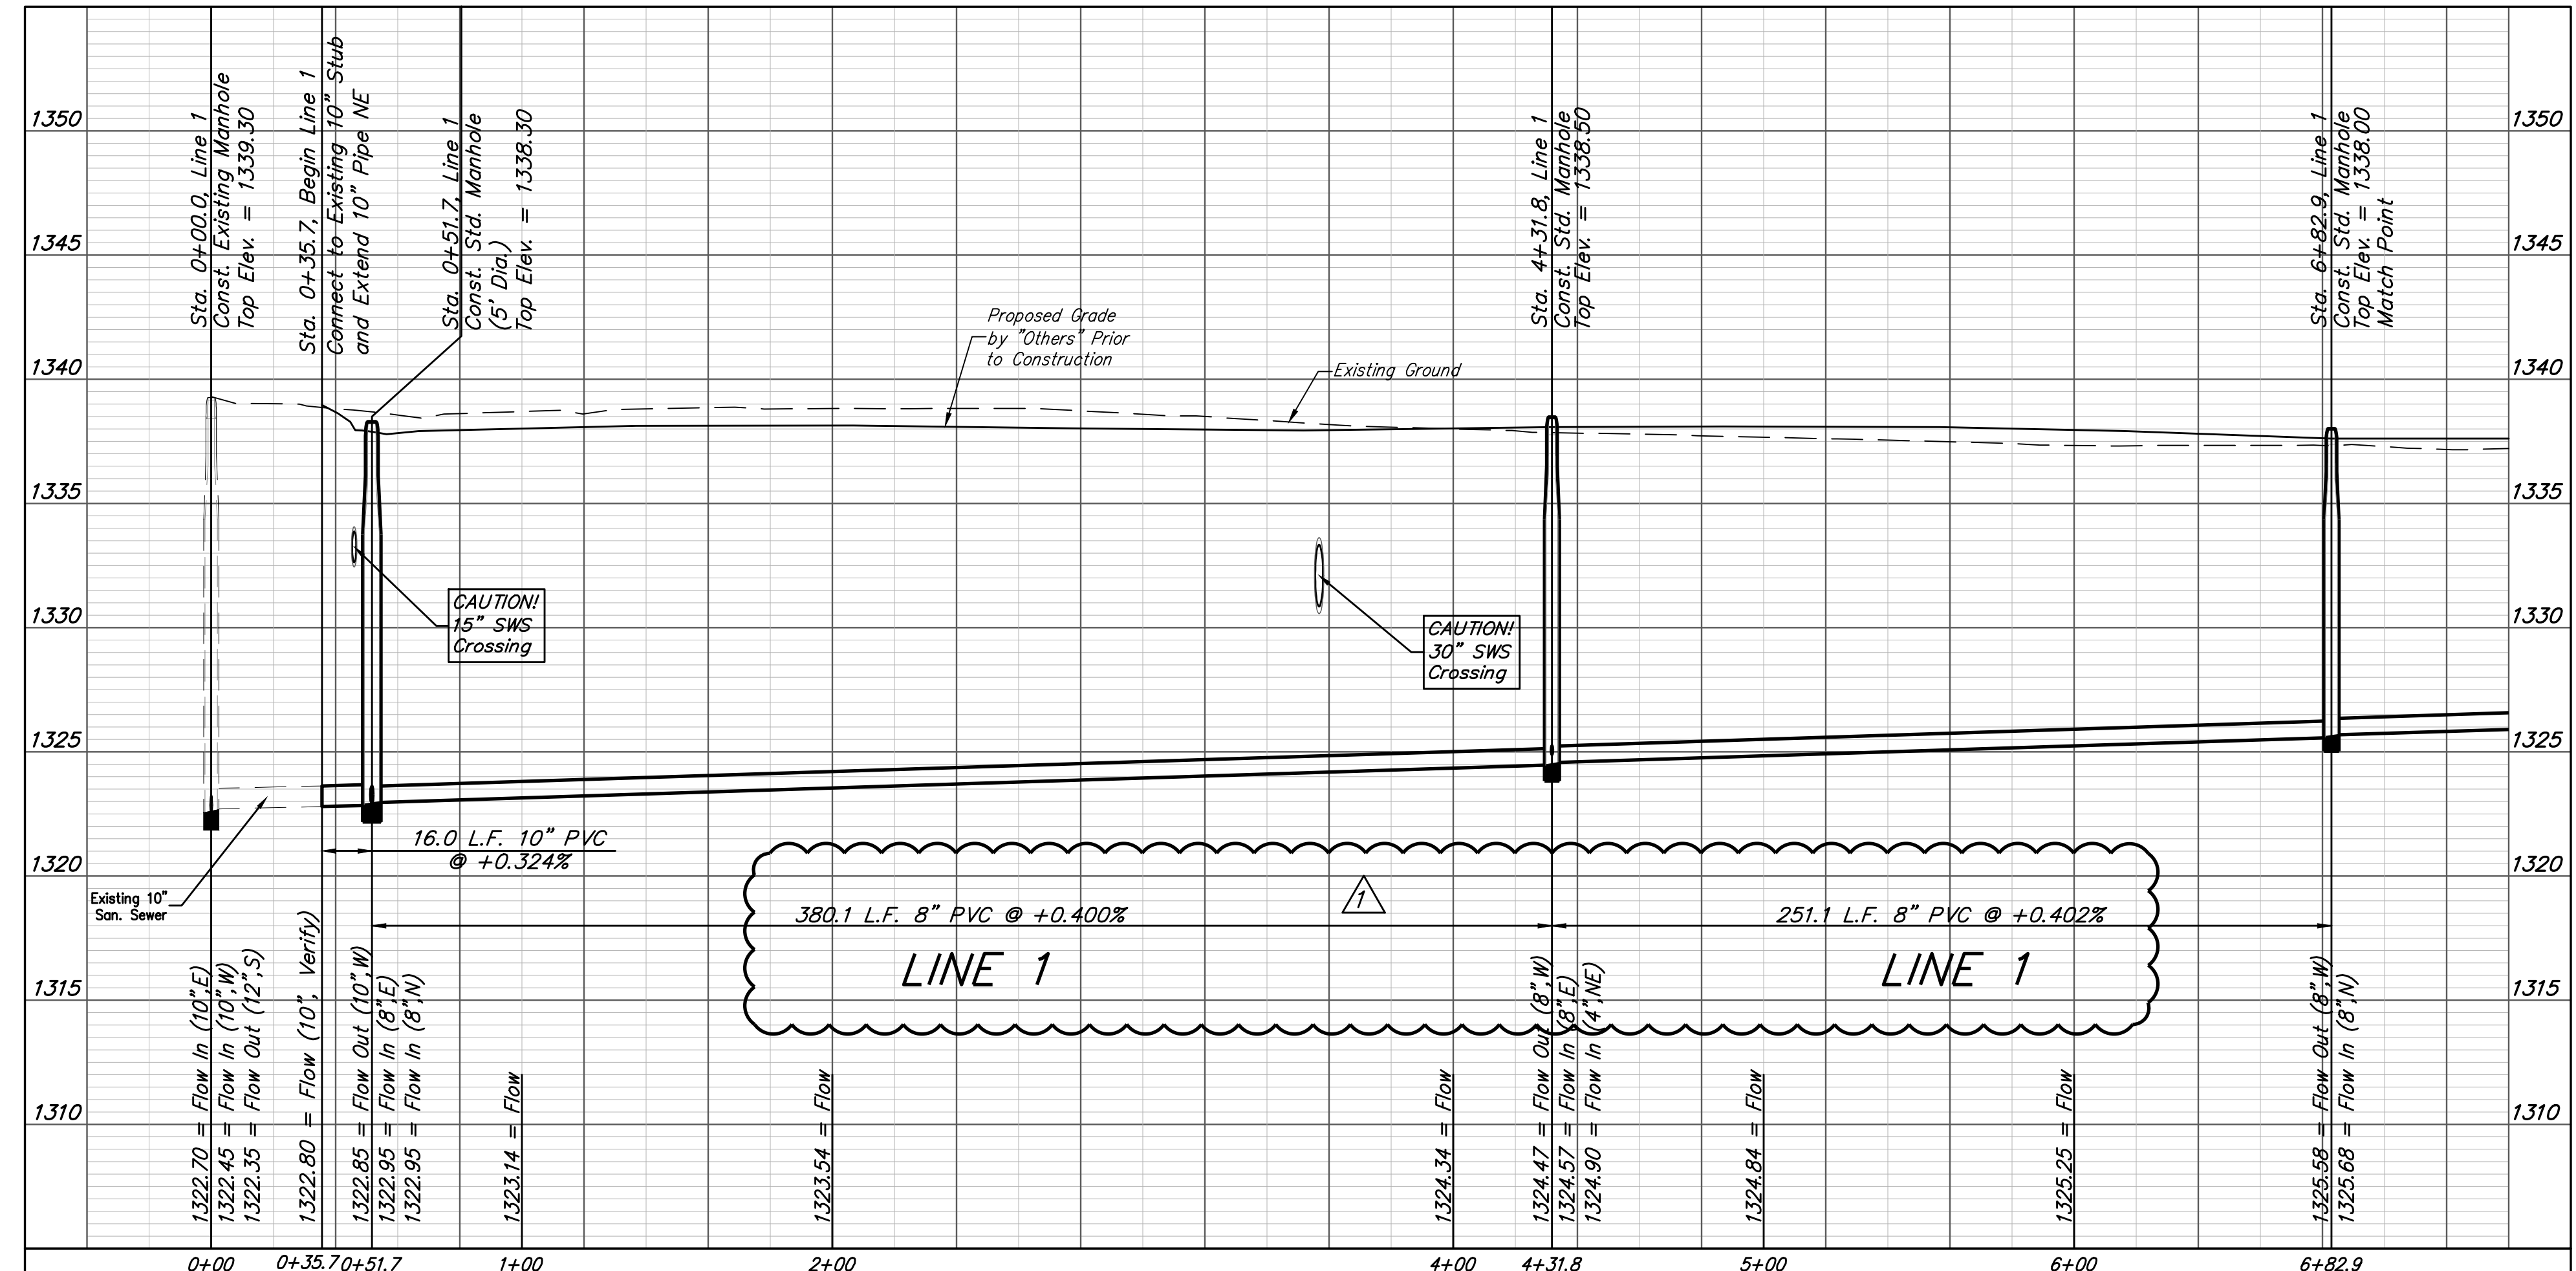 Sta. 0+00.0, Line 1
Const. Existing Manhole
Top Elev. = 1339.30
Sta. 0+35.7, Begin Line 1
Connect to Existing 10" Stub
and Extend 10" Pipe NE
Sta. 0+51.7, Line 1
Const. Std. Manhole
(5' Dia.)
Top Elev. = 1338.30
Sta. 4+31.8, Line 1
Const. Std. Manhole
Top Elev. = 1338.50
Sta. 6+82.9, Line 1
Const. Std. Manhole
Top Elev. = 1338.00
Match Point
1350
1345
1340
1335
1330
1325
1320
1315
1310
1350
1345
1340
1335
1330
1325
1320
1315
1310
Proposed Grade
by "Others" Prior
to Construction
Existing Ground
CAUTION!
15" SWS
Crossing
CAUTION!
30" SWS
Crossing
16.0 L.F. 10" PVC
@ +0.324%
Existing 10"
San. Sewer
380.1 L.F. 8" PVC @ +0.400%
1
251.1 L.F. 8" PVC @ +0.402%
LINE 1
LINE 1
1322.70 = Flow In (10",E)
1322.45 = Flow In (10",W)
1322.35 = Flow Out (12",S)
1322.80 = Flow (10", Verify)
1322.85 = Flow Out (10",W)
1322.95 = Flow In (8",E)
1322.95 = Flow In (8",N)
1323.14 = Flow
1323.54 = Flow
1324.34 = Flow
1324.47 = Flow Out (8",W)
1324.57 = Flow In (8",E)
1324.90 = Flow In (4",NE)
1324.84 = Flow
1325.25 = Flow
1325.58 = Flow Out (8",W)
1325.68 = Flow In (8",N)
0+00 0+35.7 0+51.7 1+00 2+00 4+00 4+31.8 5+00 6+00 6+82.9